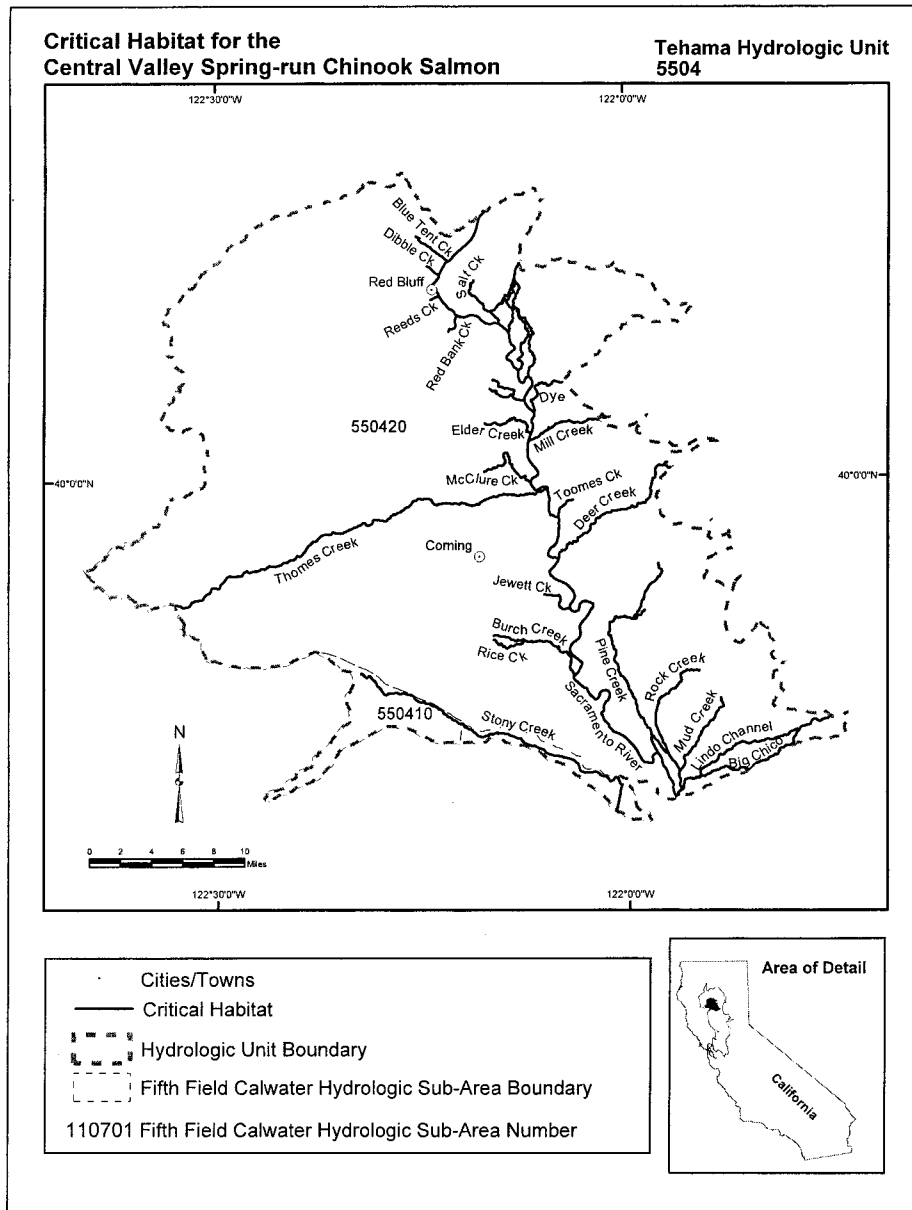 Critical Habitat for the
Central Valley Spring-run Chinook Salmon
Tehama Hydrologic Unit
5504
122°30'0"W
122°0'0"W
Blue Tent Ck
Dibble Ck
Red Bluff
Salt Ck
Reeds Ck
Red Bank Ck
Dye
550420
Elder Creek
Mill Creek
40°0'0"N
40°0'0"N
McClure Ck
Toomes Ck
Deer Creek
Thomes Creek
Corning
Jewett Ck
Burch Creek
Rice Ck
Pine Creek
Rock Creek
Sacramento River
Mud Creek
550410
Stony Creek
Lindo Channel
Big Chico
N
0 2 4 6 8 10
Miles
122°30'0"W
122°0'0"W
Cities/Towns
Critical Habitat
Hydrologic Unit Boundary
Fifth Field Calwater Hydrologic Sub-Area Boundary
110701 Fifth Field Calwater Hydrologic Sub-Area Number
Area of Detail
California